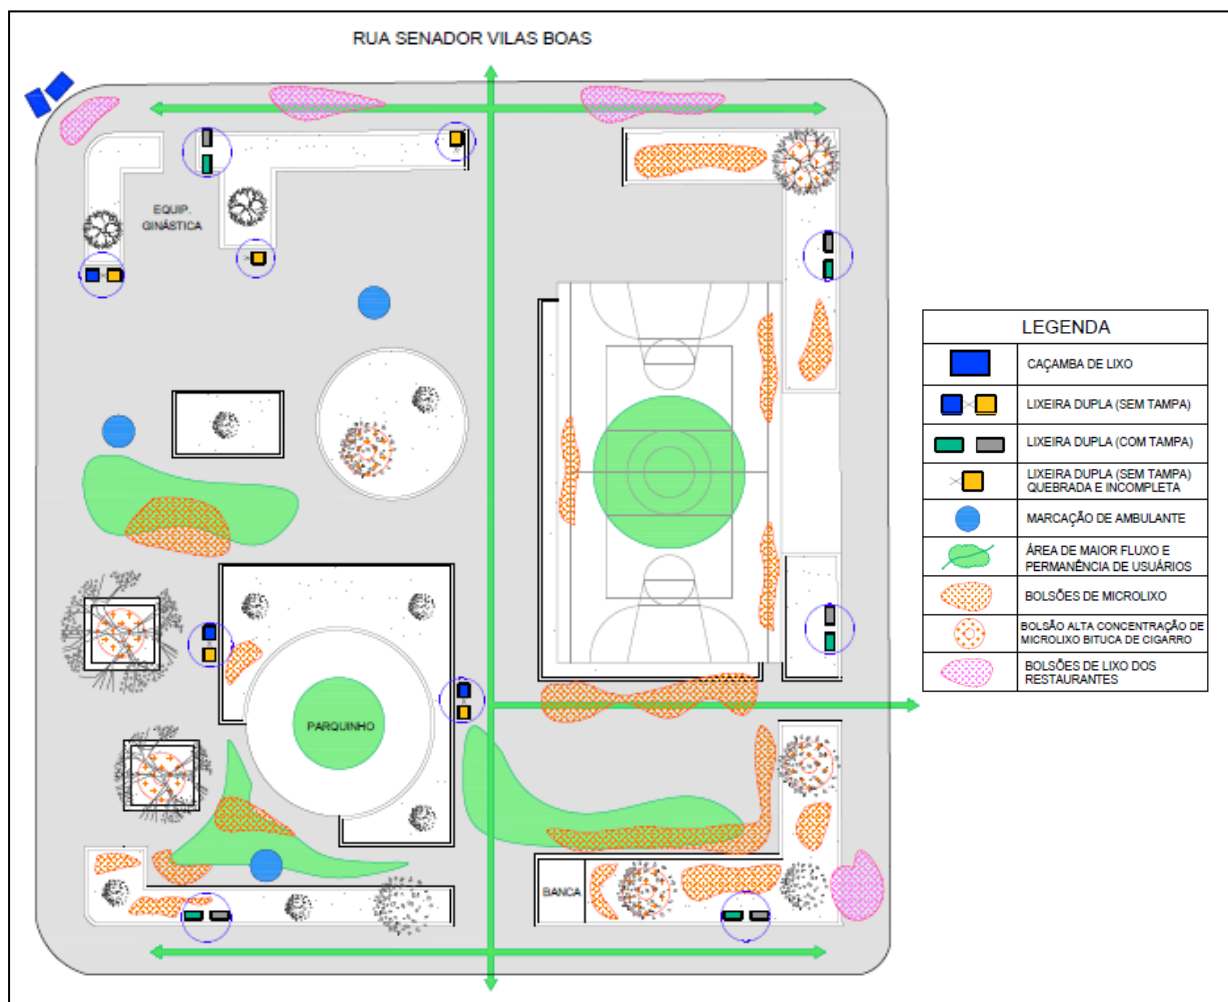 RUA SENADOR VILAS BOAS
EQUIP.
GINÁSTICA
PARQUINHO
BANCA
LEGENDA
CAÇAMBA DE LIXO
LIXEIRA DUPLA (SEM TAMPA)
LIXEIRA DUPLA (COM TAMPA)
LIXEIRA DUPLA (SEM TAMPA)
QUEBRADA E INCOMPLETA
MARCAÇÃO DE AMBULANTE
ÁREA DE MAIOR FLUXO E
PERMANÊNCIA DE USUÁRIOS
BOLSÕES DE MICROLIXO
BOLSÃO ALTA CONCENTRAÇÃO DE
MICROLIXO BITUCA DE CIGARRO
BOLSÕES DE LIXO DOS
RESTAURANTES